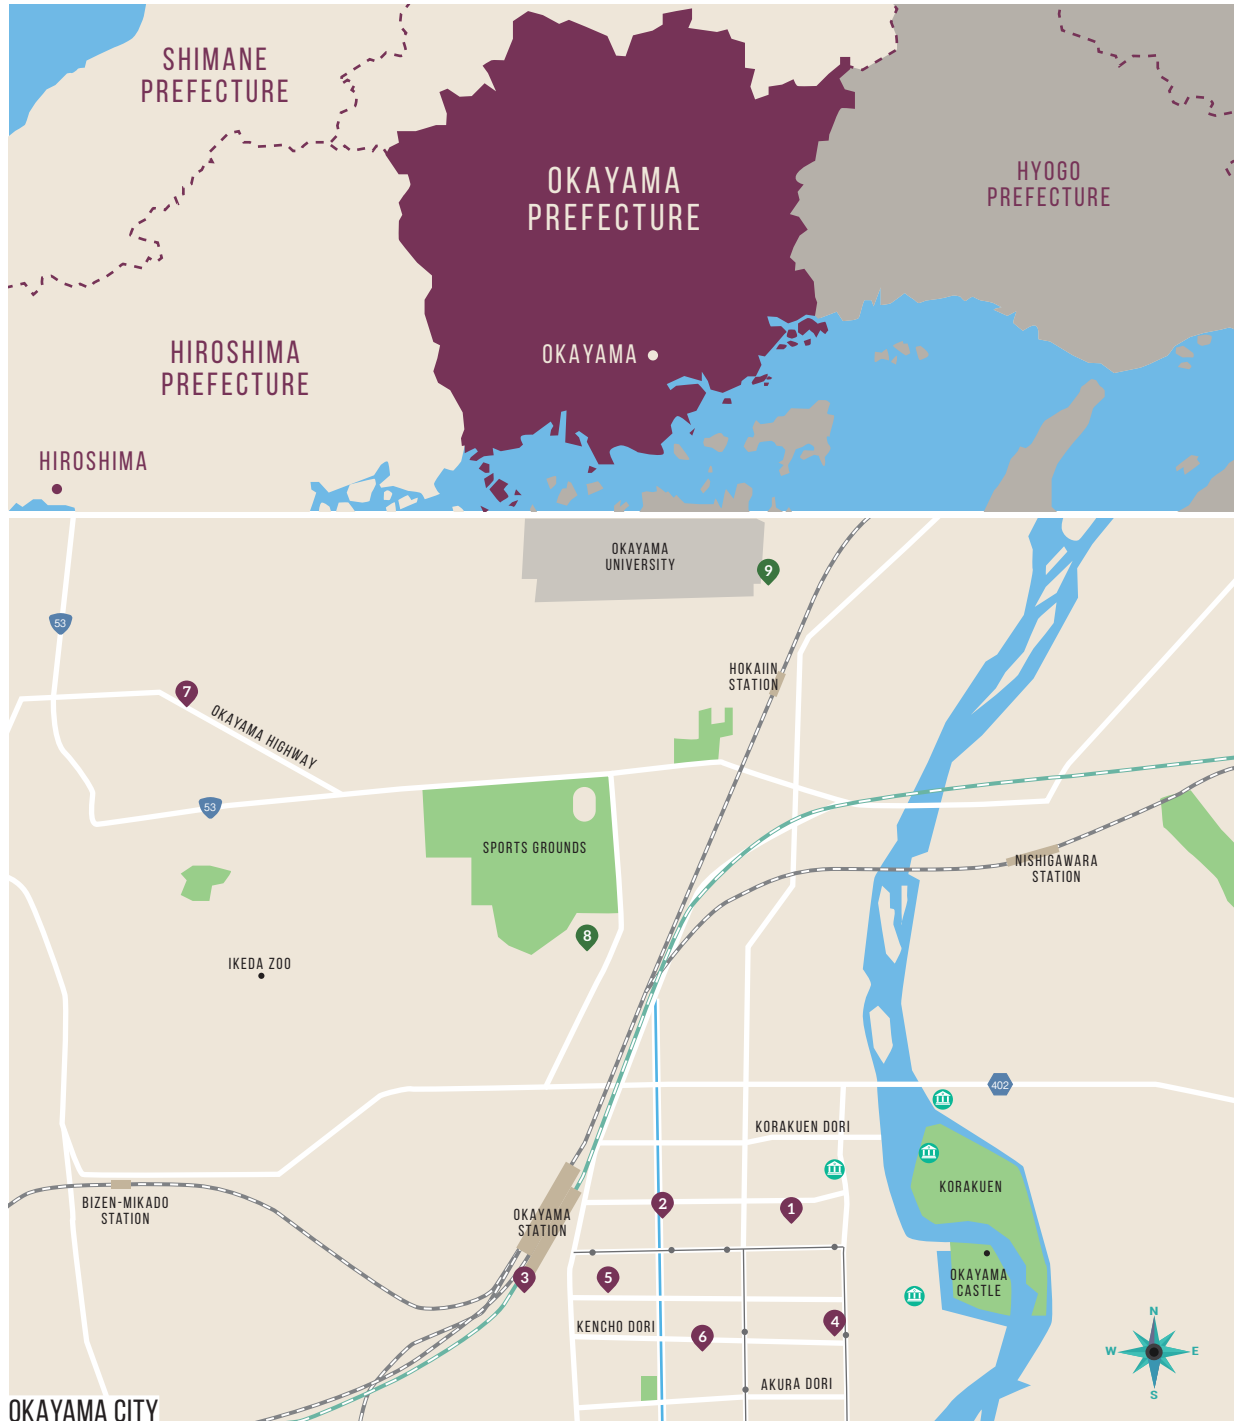 SHIMANE
PREFECTURE
OKAYAMA
PREFECTURE
HYOGO
PREFECTURE
HIROSHIMA
PREFECTURE
OKAYAMA
HIROSHIMA
OKAYAMA
UNIVERSITY
9
53
HOKAIIN
STATION
7
OKAYAMA HIGHWAY
53
SPORTS GROUNDS
NISHIGAWARA
STATION
8
IKEDA ZOO
402
KORAKUEN DORI
KORAKUEN
BIZEN-MIKADO
STATION
OKAYAMA
STATION
2
1
3
5
OKAYAMA
CASTLE
KENCHO DORI
6
4
AKURA DORI
N
W
E
S
OKAYAMA CITY